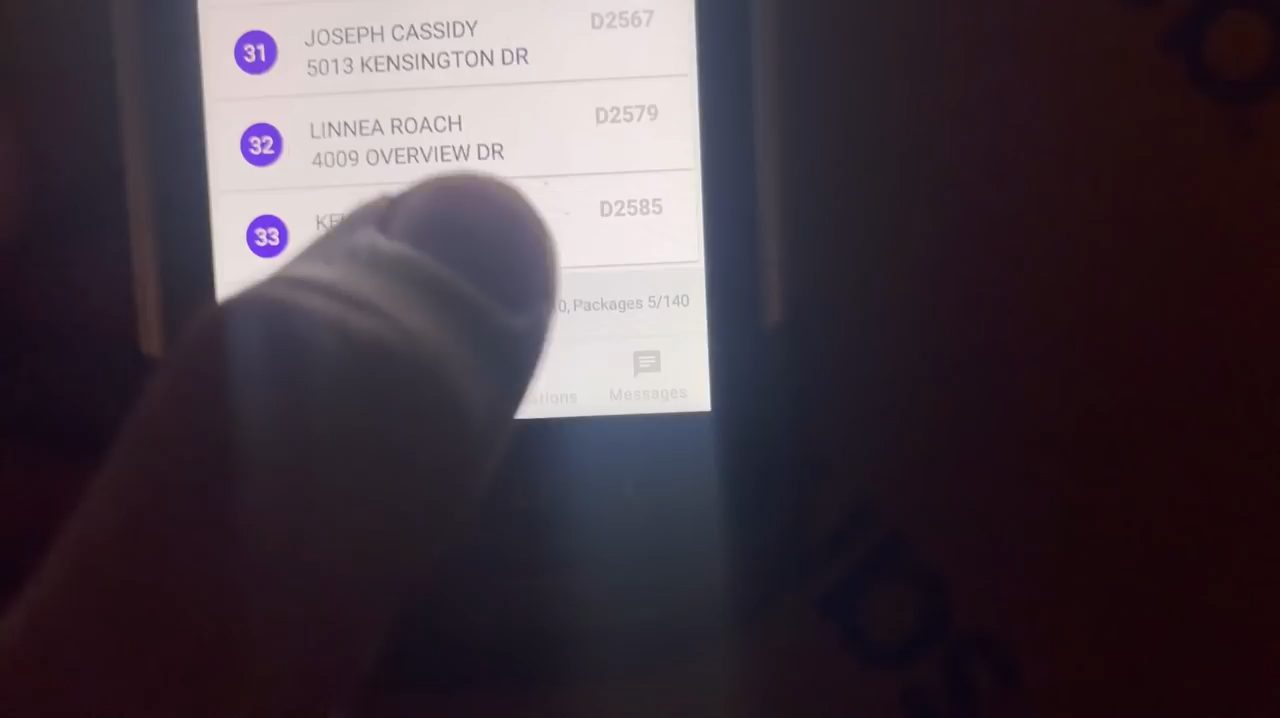 31
JOSEPH CASSIDY
D2567
5013 KENSINGTON DR
32
LINNEA ROACH
D2579
4009 OVERVIEW DR
33
D2585
Packages 5/140
Messages